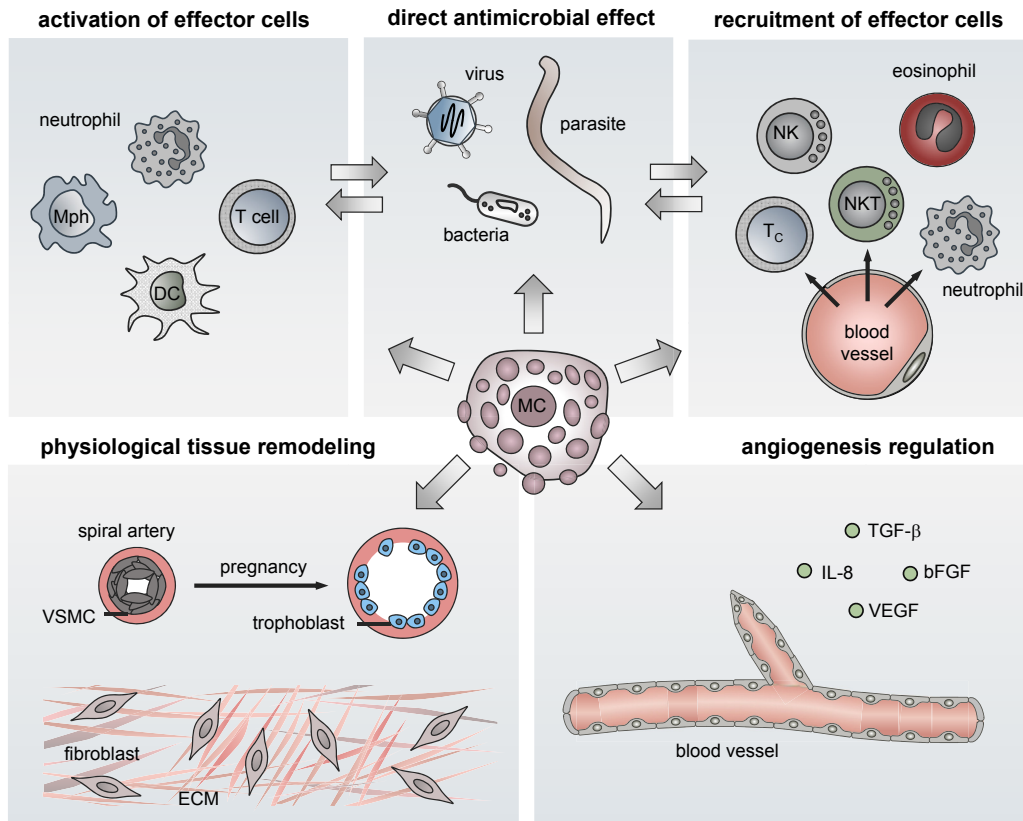 activation of effector cells
direct antimicrobial effect
recruitment of effector cells
neutrophil
Mph
T cell
DC
virus
parasite
bacteria
eosinophil
NK
NKT
T_C
neutrophil
blood
vessel
MC
physiological tissue remodeling
spiral artery
pregnancy
VSMC
trophoblast
fibroblast
ECM
angiogenesis regulation
TGF-β
IL-8
bFGF
VEGF
blood vessel